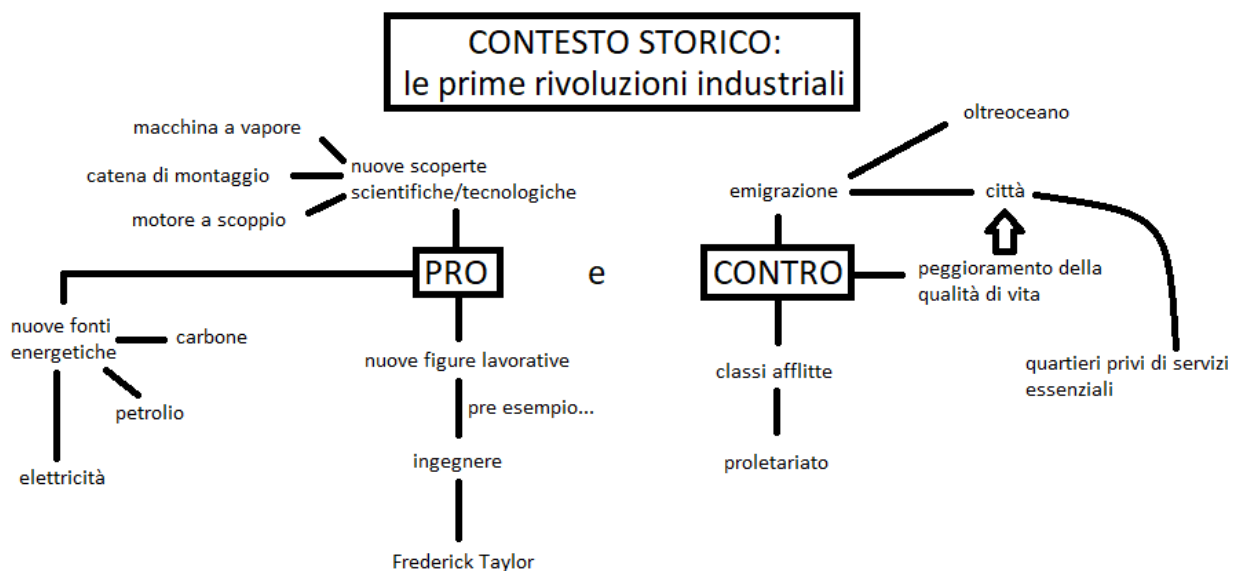 CONTESTO STORICO:
le prime rivoluzioni industriali
macchina a vapore
catena di montaggio
motore a scoppio
nuove scoperte
scientifiche/tecnologiche
PRO
nuove fonti
energetiche
carbone
petrolio
elettricità
nuove figure lavorative
pre esempio...
ingegnere
Frederick Taylor
e
CONTRO
emigrazione
oltreoceano
città
peggioramento della
qualità di vita
quartieri privi di servizi
essenziali
classi afflitte
proletariato